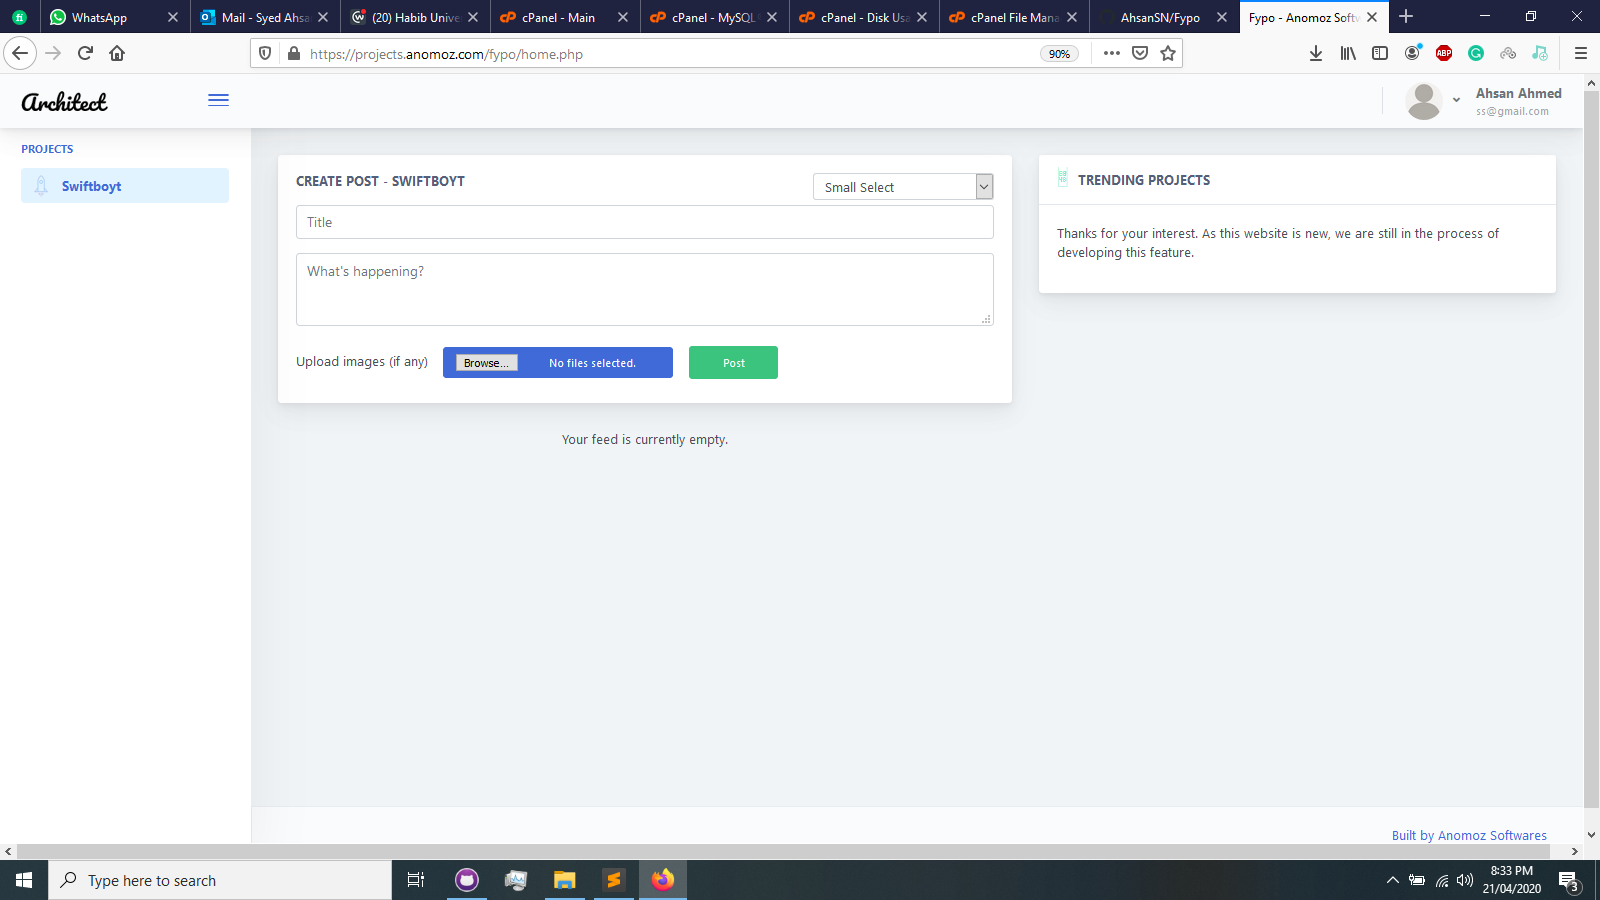 fi
WhatsApp
Mail - Syed Ahsa
(20) Habib Unive
cPanel - Main
cPanel - MySQL
cPanel - Disk Usa
cPanel File Mana
AhsanSN/Fypo
Fypo - Anomoz Softw
https://projects.anomoz.com/fypo/home.php
90%
ABP
Architect
Ahsan Ahmed
ss@gmail.com
PROJECTS
Swiftboyt
CREATE POST - SWIFTBOYT
Small Select
Title
What's happening?
Upload images (if any)
Browse...
No files selected.
Post
Your feed is currently empty.
TRENDING PROJECTS
Thanks for your interest. As this website is new, we are still in the process of
developing this feature.
Built by Anomoz Softwares
Type here to search
8:33 PM
21/04/2020
3